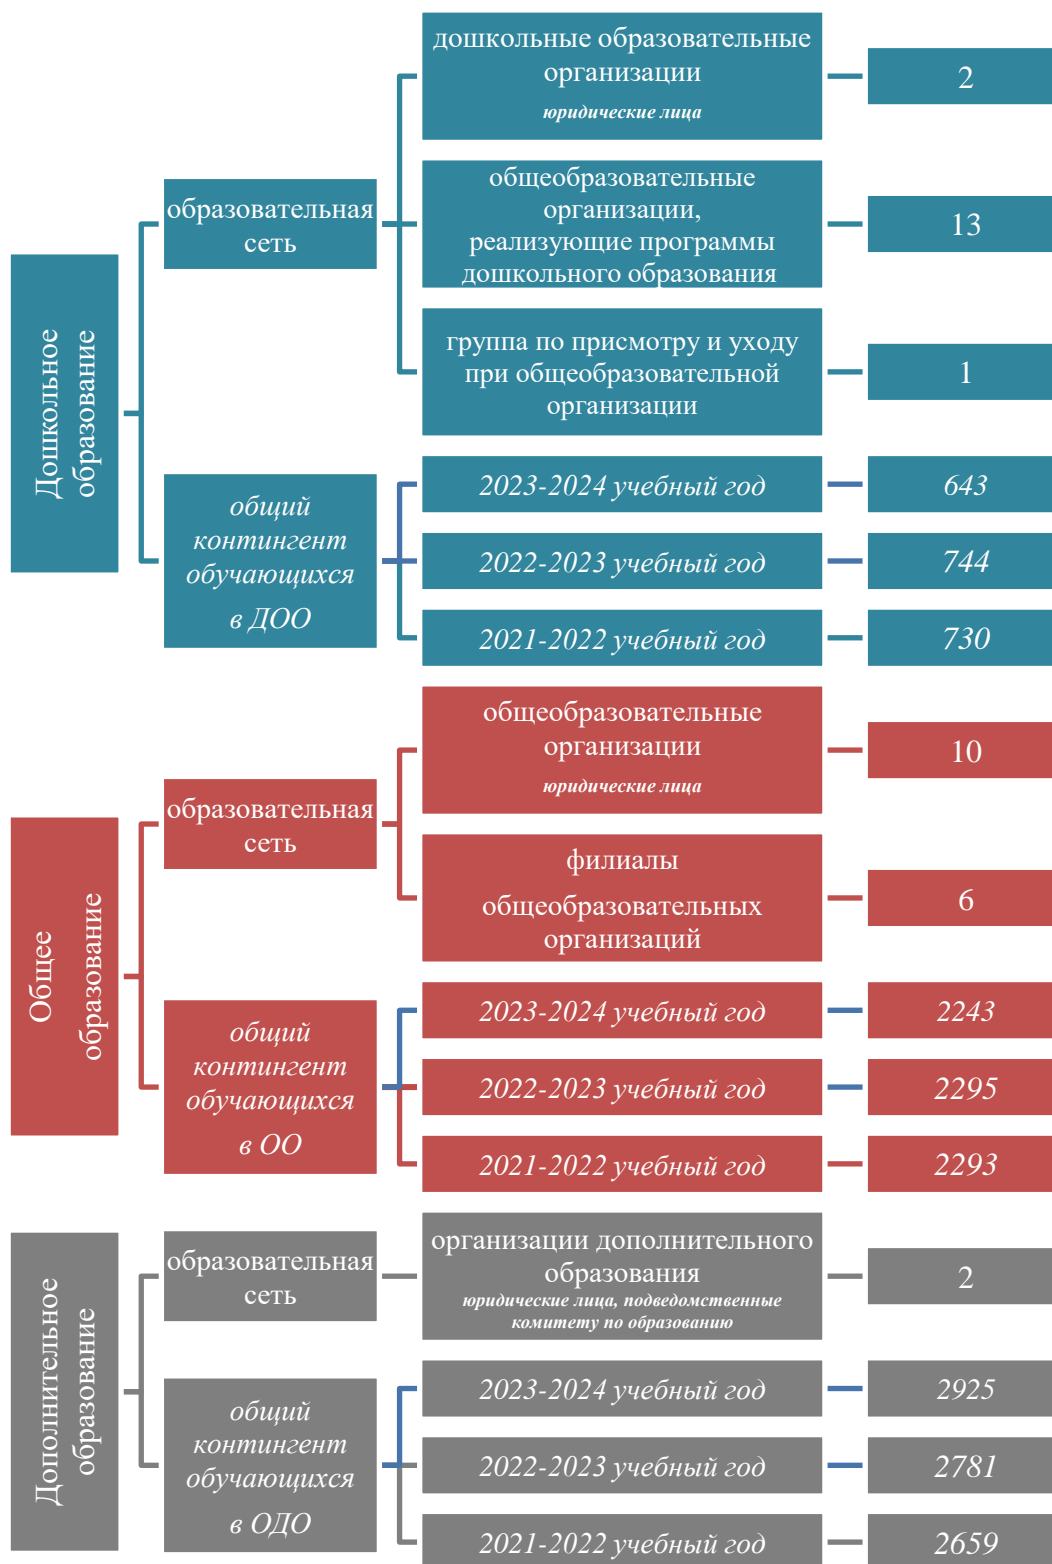 Дошкольное
образование
образовательная
сеть
дошкольные образовательные
организации
юридические лица
2
общеобразовательные
организации,
реализующие программы
дошкольного образования
13
группа по присмотру и уходу
при общеобразовательной
организации
1
общий
контингент
обучающихся
в ДОО
2023-2024 учебный год
643
2022-2023 учебный год
744
2021-2022 учебный год
730
Общее
образование
образовательная
сеть
общеобразовательные
организации
юридические лица
10
филиалы
общеобразовательных
организаций
6
общий
контингент
обучающихся
в ОО
2023-2024 учебный год
2243
2022-2023 учебный год
2295
2021-2022 учебный год
2293
Дополнительное
образование
образовательная
сеть
организации дополнительного
образования
юридические лица, подведомственные
комитету по образованию
2
общий
контингент
обучающихся
в ОДО
2023-2024 учебный год
2925
2022-2023 учебный год
2781
2021-2022 учебный год
2659